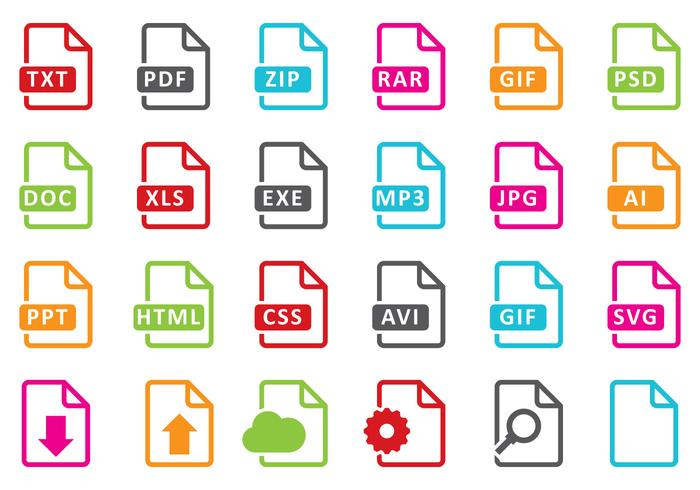 TXT PDF ZIP RAR GIF PSD
DOC XLS EXE MP3 JPG AI
PPT HTML CSS AVI GIF SVG